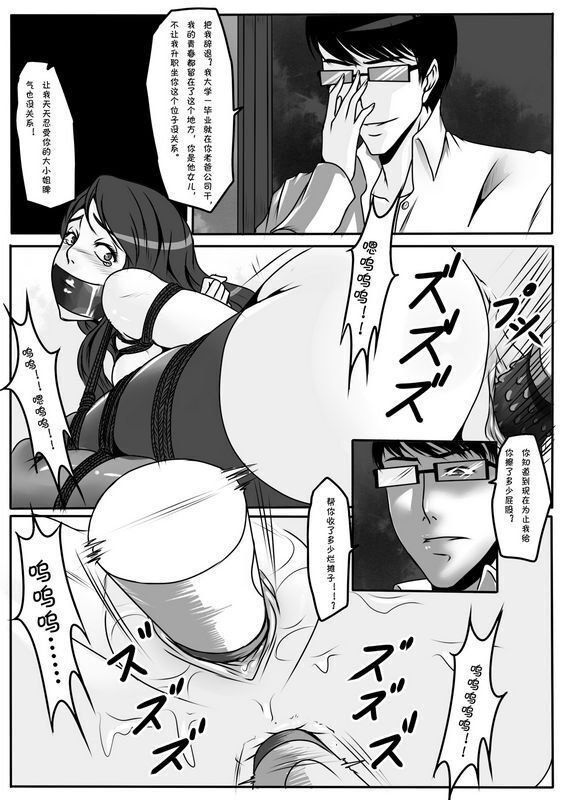 把我辞退？我大学一毕业就在你老爸公司干，
我的青春都留在了这个地方，你是他女儿，
不让我升职坐你这个位子没关系。
让我天天忍受你的大小姐脾
气也没关系！
嗯呜呜呜！！
ズズズ
プシ
呜呜！！嗯呜呜！！
你知道到现在为止我给
你擦了多少屁股？
帮你收了多少烂摊子！！？
呜呜呜……
ズズズ
ズズズ
呜呜呜呜呜！！